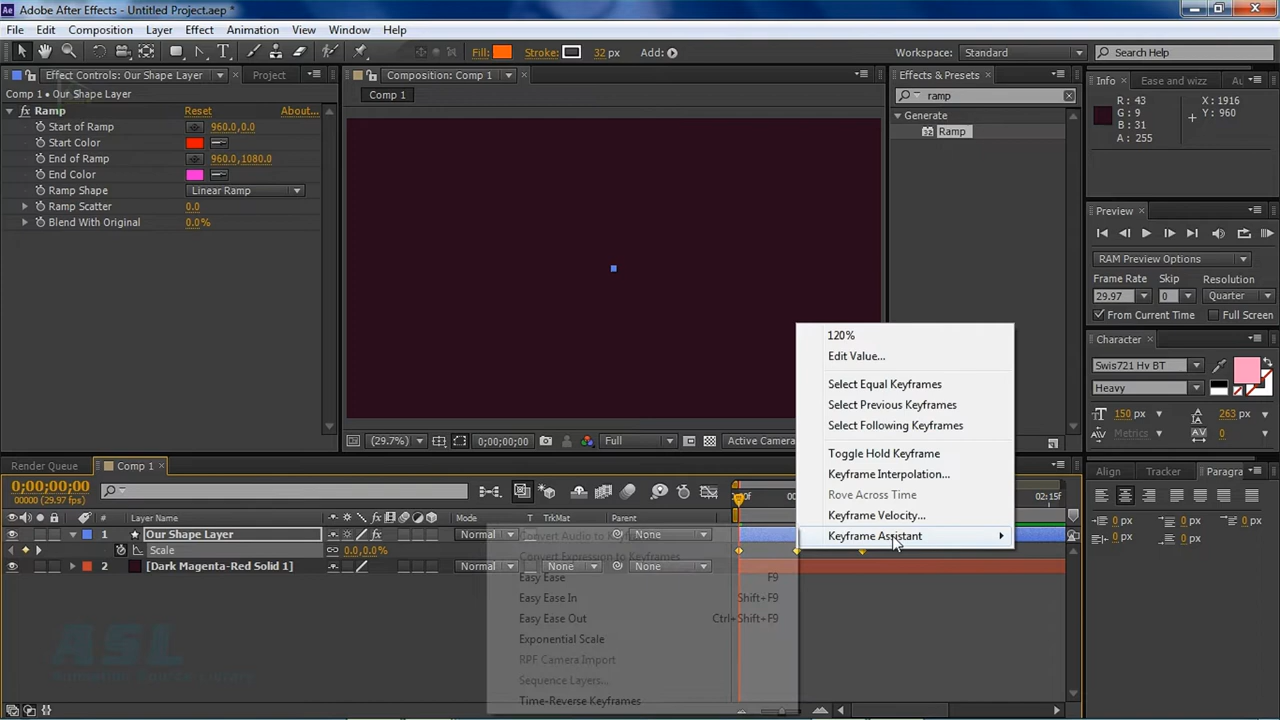 Adobe After Effects - Untitled Project.aep *
File Edit Composition Layer Effect Animation View Window Help
Fill: Stroke: 32 px Add: Workspace: Standard Search Help
Effect Controls: Our Shape Layer Project Composition: Comp 1 Effects & Presets Info Ease and wizz Au
Comp 1 • Our Shape Layer Comp 1 ramp
Ramp Reset About...
Start of Ramp 960.0,0.0
Start Color
End of Ramp 960.0,1080.0
End Color
Ramp Shape Linear Ramp
Ramp Scatter 0.0
Blend With Original 0.0%
Generate
Ramp
R: 43 X: 1916
G: 9 Y: 960
B: 31
A: 255
Preview
RAM Preview Options
Frame Rate Skip Resolution
29.97 0 Quarter
From Current Time Full Screen
Character
Swis721 Hv BT
Heavy
150 px 263 px
Metrics 0
120%
Edit Value...
Select Equal Keyframes
Select Previous Keyframes
Select Following Keyframes
Toggle Hold Keyframe
Keyframe Interpolation...
Rove Across Time
Keyframe Velocity...
Keyframe Assistant
(29.7%) 0;00;00;00 Full Active Camera
Render Queue Comp 1
0;00;00;00
00000 (29.97 fps)
02:15f
# Layer Name Mode T TrkMat Parent
1 Our Shape Layer Normal None
Scale 0.0,0.0%
2 [Dark Magenta-Red Solid 1] Normal None None
Convert Audio to
Convert Expression to Keyframes
Easy Ease F9
Easy Ease In Shift+F9
Easy Ease Out Ctrl+Shift+F9
Exponential Scale
RPF Camera Import
Sequence Layers...
Time-Reverse Keyframes
Align Tracker Paragra
0 px 0 px
0 px 0 px
0 px
ASL